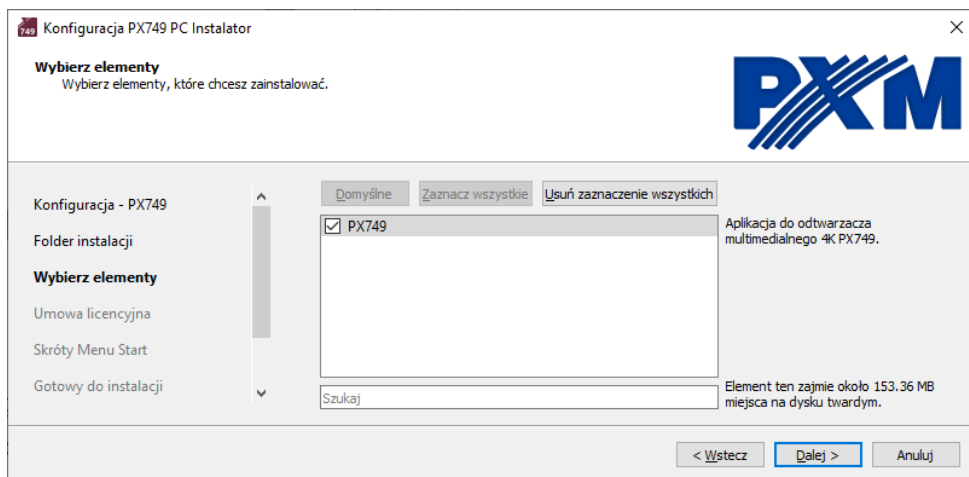 749 Konfiguracja PX749 PC Instalator
Wybierz elementy
Wybierz elementy, które chcesz zainstalować.
PXM
Konfiguracja - PX749
Folder instalacji
Wybierz elementy
Umowa licencyjna
Skróty Menu Start
Gotowy do instalacji
Domyślne Zaznacz wszystkie Usuń zaznaczenie wszystkich
PX749
Szukaj
Aplikacja do odtwarzacza
multimedialnego 4K PX749.
Element ten zajmie około 153.36 MB
miejsca na dysku twardym.
< Wstecz Dalej > Anuluj